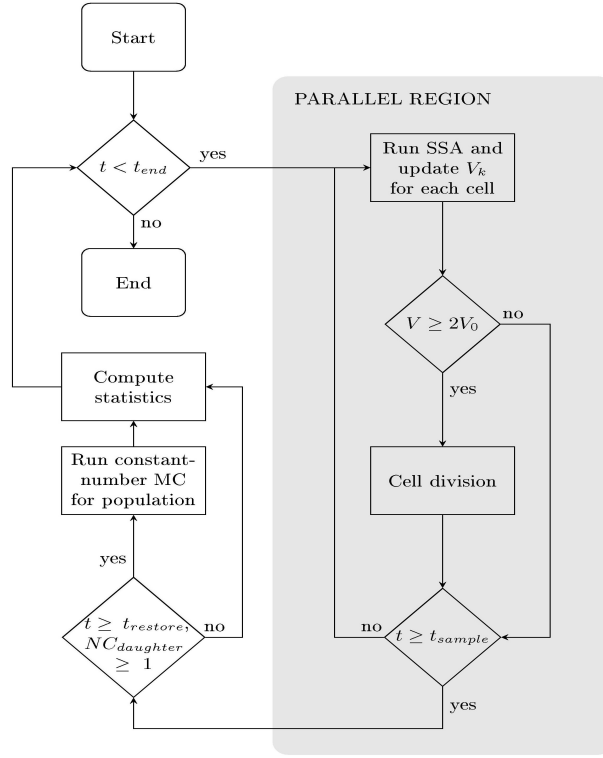 Start
PARALLEL REGION
t < t_end
yes
no
Run SSA and
update V_k
for each cell
End
V ≥ 2V_0
no
yes
Compute
statistics
Run constant-
number MC
for population
Cell division
yes
t ≥ t_restore,
NC_daughter
≥ 1
no
no
t ≥ t_sample
yes